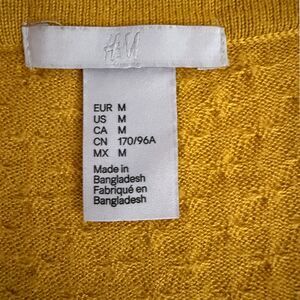 H&M
EUR M
US M
CA M
CN 170/96A
MX M
Made in
Bangladesh
Fabriqué en
Bangladesh